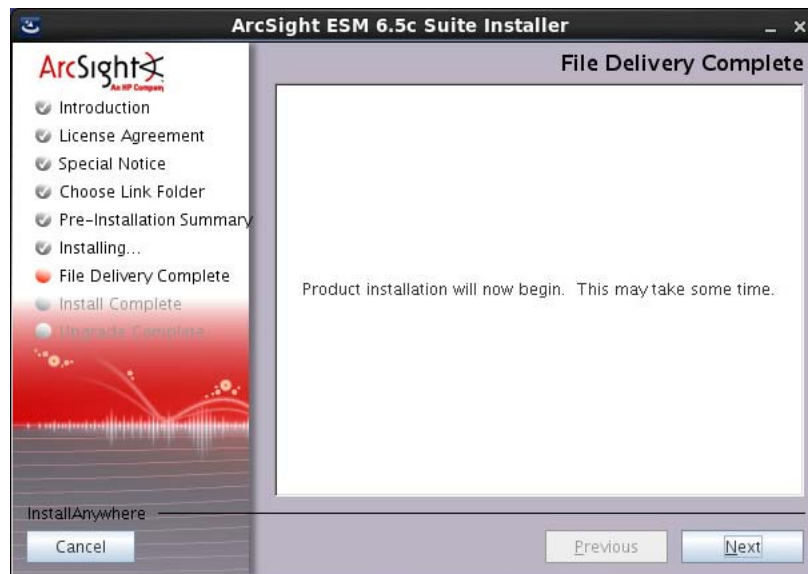 ArcSight ESM 6.5c Suite Installer
ArcSight
An HP Company
File Delivery Complete
Introduction
License Agreement
Special Notice
Choose Link Folder
Pre-Installation Summary
Installing...
File Delivery Complete
Install Complete
Upgrade Complete
Product installation will now begin. This may take some time.
InstallAnywhere
Cancel
Previous
Next